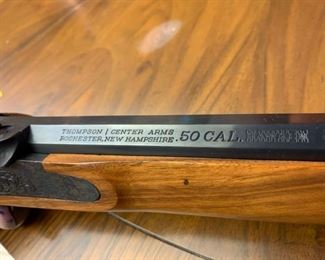 THOMPSON / CENTER ARMS
ROCHESTER, NEW HAMPSHIRE
.50 CAL.